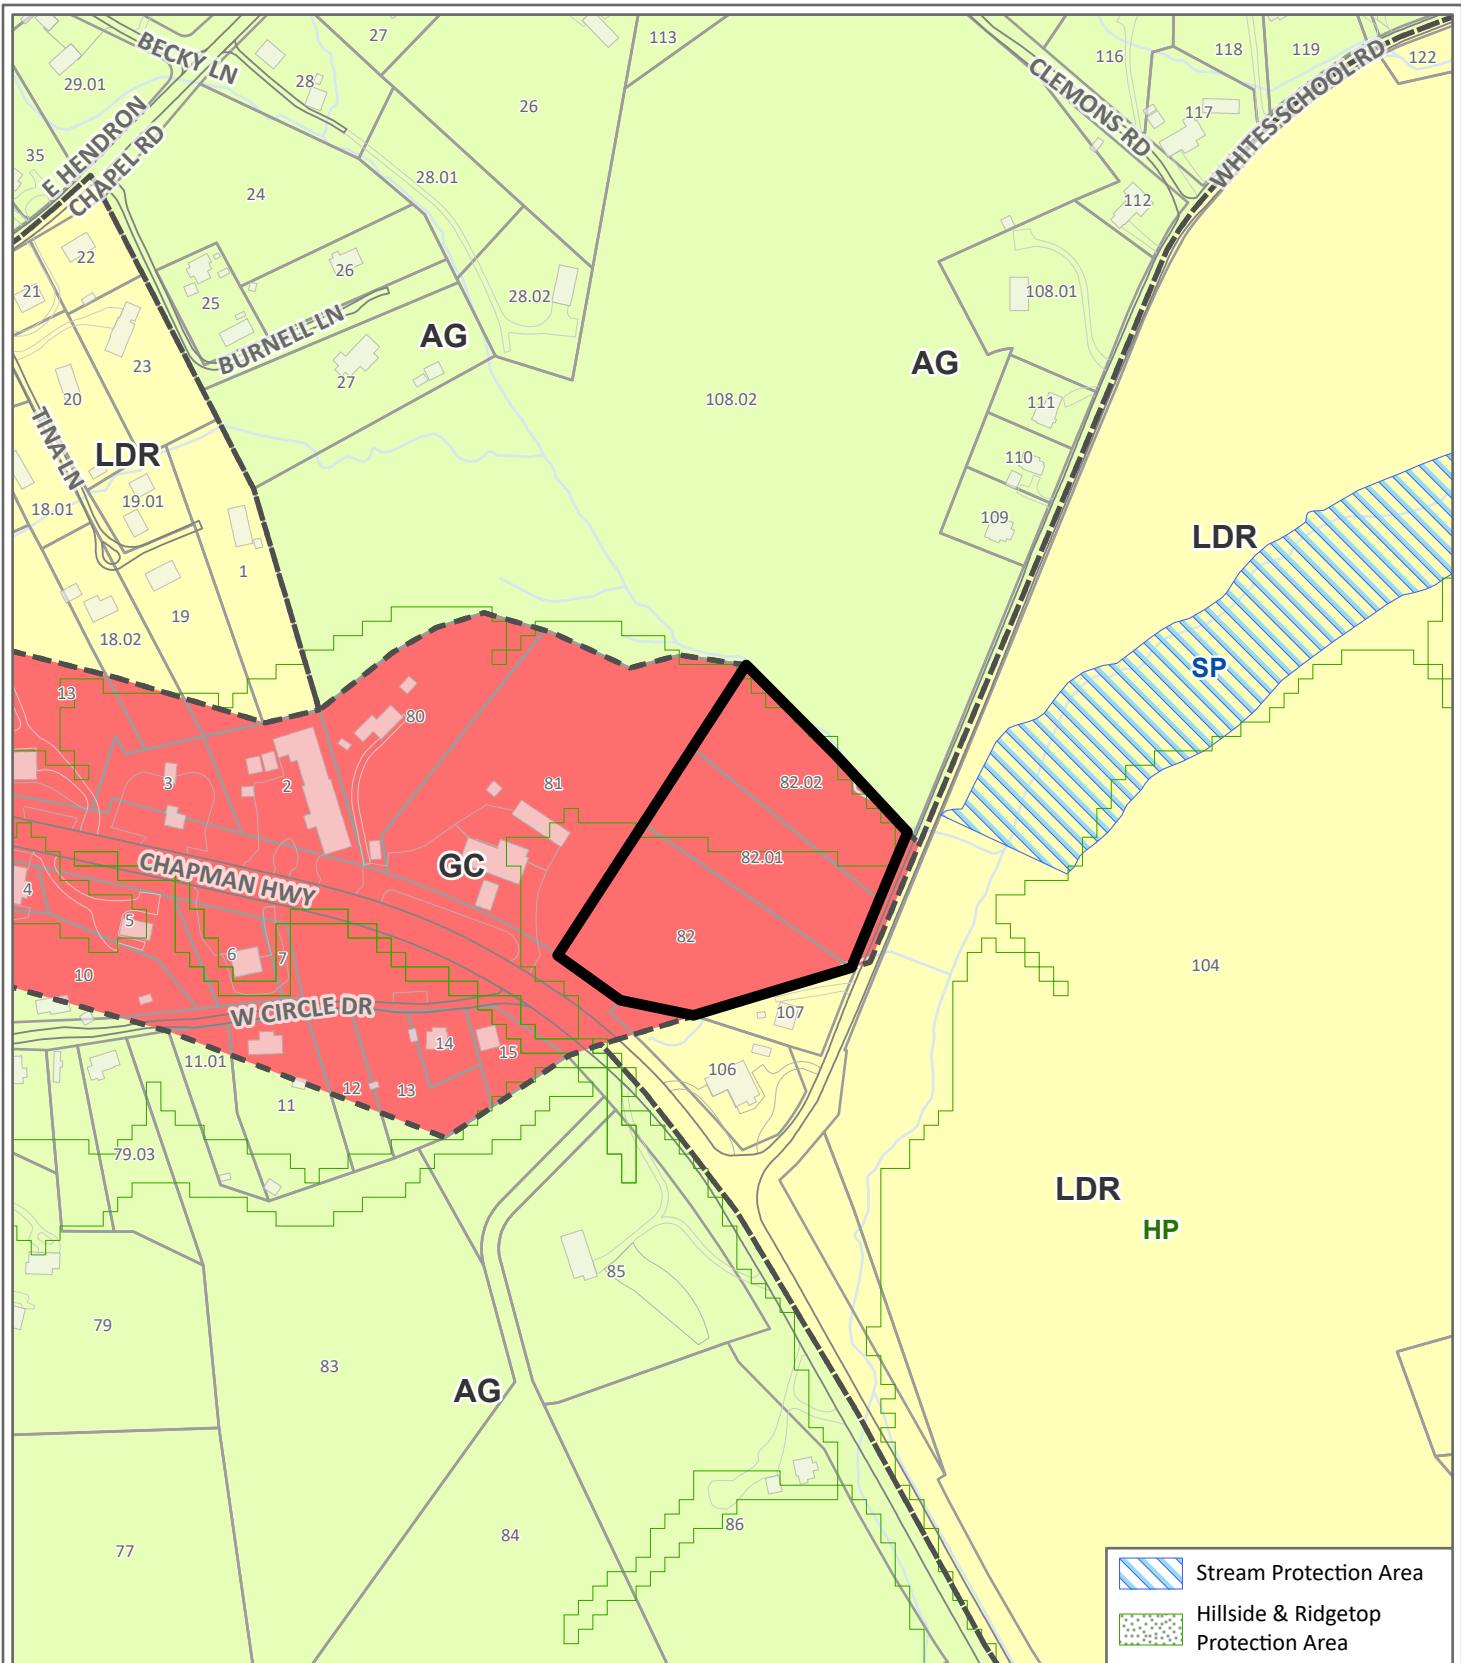 BECKY LN
27
113
29.01
28
26
CLEMONS RD
116
118
119
122
WHITES SCHOOL RD
117
E HENDRON
CHAPEL RD
35
28.01
24
112
22
26
21
25
28.02
108.01
BURNELL LN
AG
AG
23
27
20
108.02
111
TINA LN
LDR
110
18.01
19.01
109
LDR
1
19
18.02
SP
13
80
3
2
81
82.02
CHAPMAN HWY
GC
82.01
4
5
6
7
82
10
104
W CIRCLE DR
107
14
15
11.01
106
12
13
11
79.03
LDR
HP
85
79
83
AG
84
86
77
Stream Protection Area
Hillside & Ridgetop
Protection Area